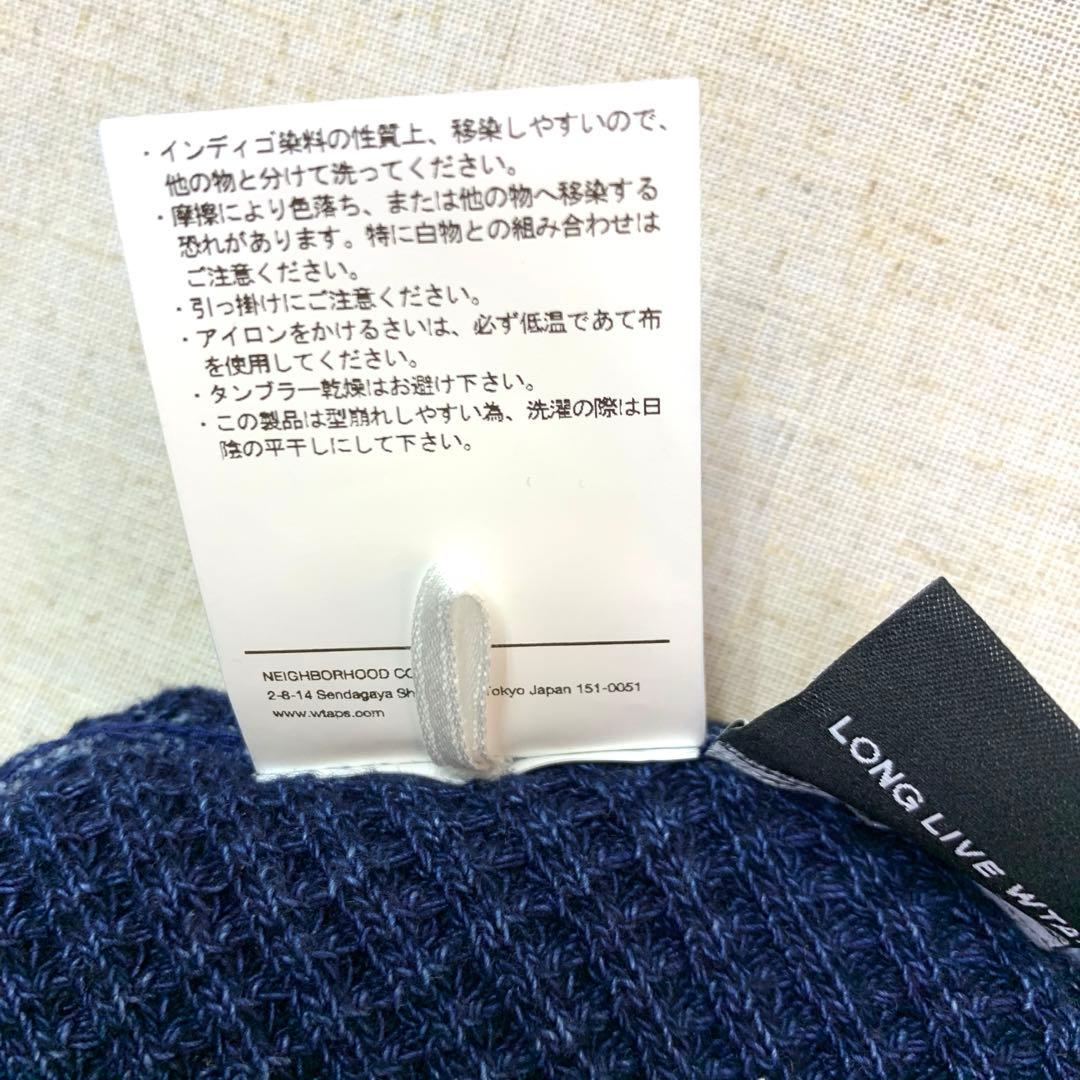 ・インディゴ染料の性質上、移染しやすいので、
他の物と分けて洗ってください。
・摩擦により色落ち、または他の物へ移染する
恐れがあります。特に白物との組み合わせは
ご注意ください。
・引っ掛けにご注意ください。
・アイロンをかけるさいは、必ず低温であて布
を使用してください。
・タンブラー乾燥はお避け下さい。
・この製品は型崩れしやすい為、洗濯の際は日
陰の平干しにして下さい。
NEIGHBORHOOD
2-8-14 Sendagaya Japan 151-0051
www.wtaps.com
LONG LIVE